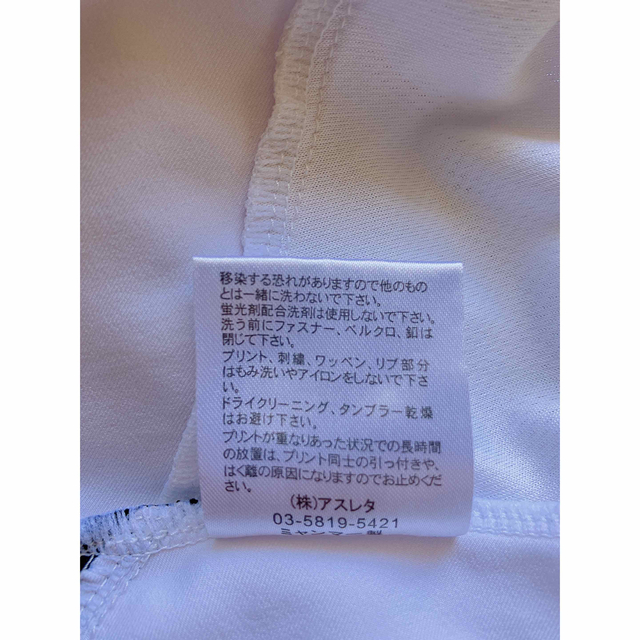 移染する恐れがありますので他のもの
とは一緒に洗わないで下さい。
蛍光剤配合洗剤は使用しないで下さい。
洗う前にファスナー、ベルクロ、釦は
閉じて下さい。
プリント、刺繍、ワッペン、リブ部分
はもみ洗いやアイロンをしないで下さ
い。
ドライクリーニング、タンブラー乾燥
はお避け下さい。
プリントが重なりあった状況での長時間
の放置は、プリント同士の引っ付きや、
はく離の原因になりますのでお止めくだ
さい。
(株)アスレタ
03-5819-5421
ミャンマー製